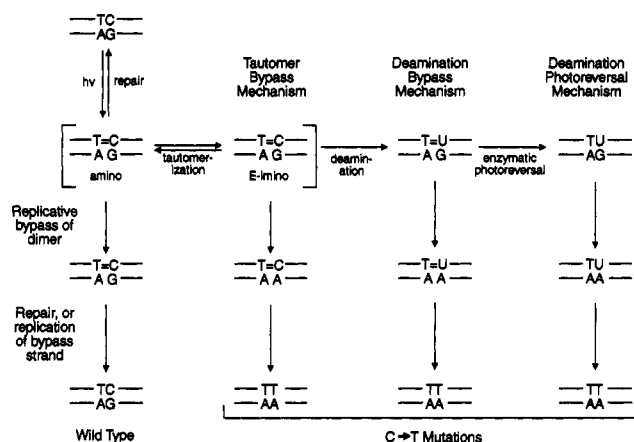 TC
AG
hν
repair
Tautomer
Bypass
Mechanism
Deamination
Bypass
Mechanism
Deamination
Photoreversal
Mechanism
T=C
A G
amino
tautomer-
ization
T=C
A G
E-imino
deamin-
ation
T=U
A G
enzymatic
photoreversal
TU
AG
Replicative
bypass of
dimer
T=C
A G
T=C
A A
T=U
A A
TU
AA
Repair, or
replication
of bypass
strand
TC
AG
TT
AA
TT
AA
TT
AA
Wild Type
C→T Mutations